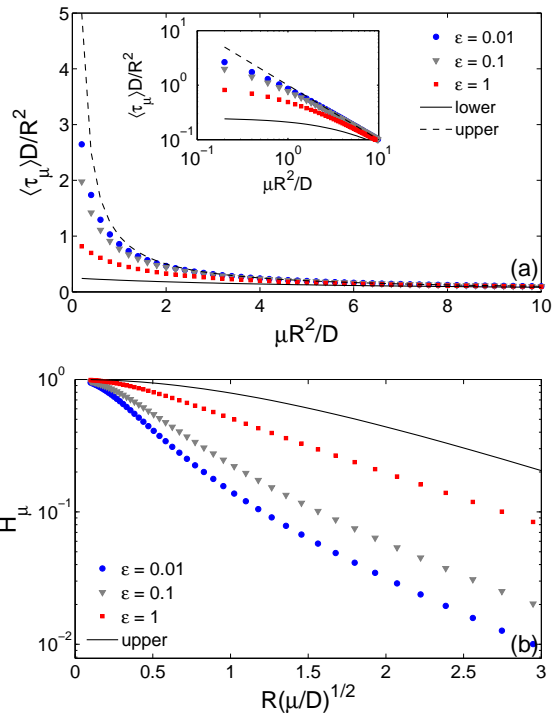 5
4
3
2
1
0
0
2
4
6
8
10
⟨τμ⟩D/R²
μR²/D
(a)
10¹
10⁰
10⁻¹
10⁻¹
10⁰
10¹
⟨τμ⟩D/R²
μR²/D
ε = 0.01
ε = 0.1
ε = 1
lower
upper
10⁰
10⁻¹
10⁻²
0
0.5
1
1.5
2
2.5
3
Hμ
R(μ/D)^1/2
ε = 0.01
ε = 0.1
ε = 1
upper
(b)